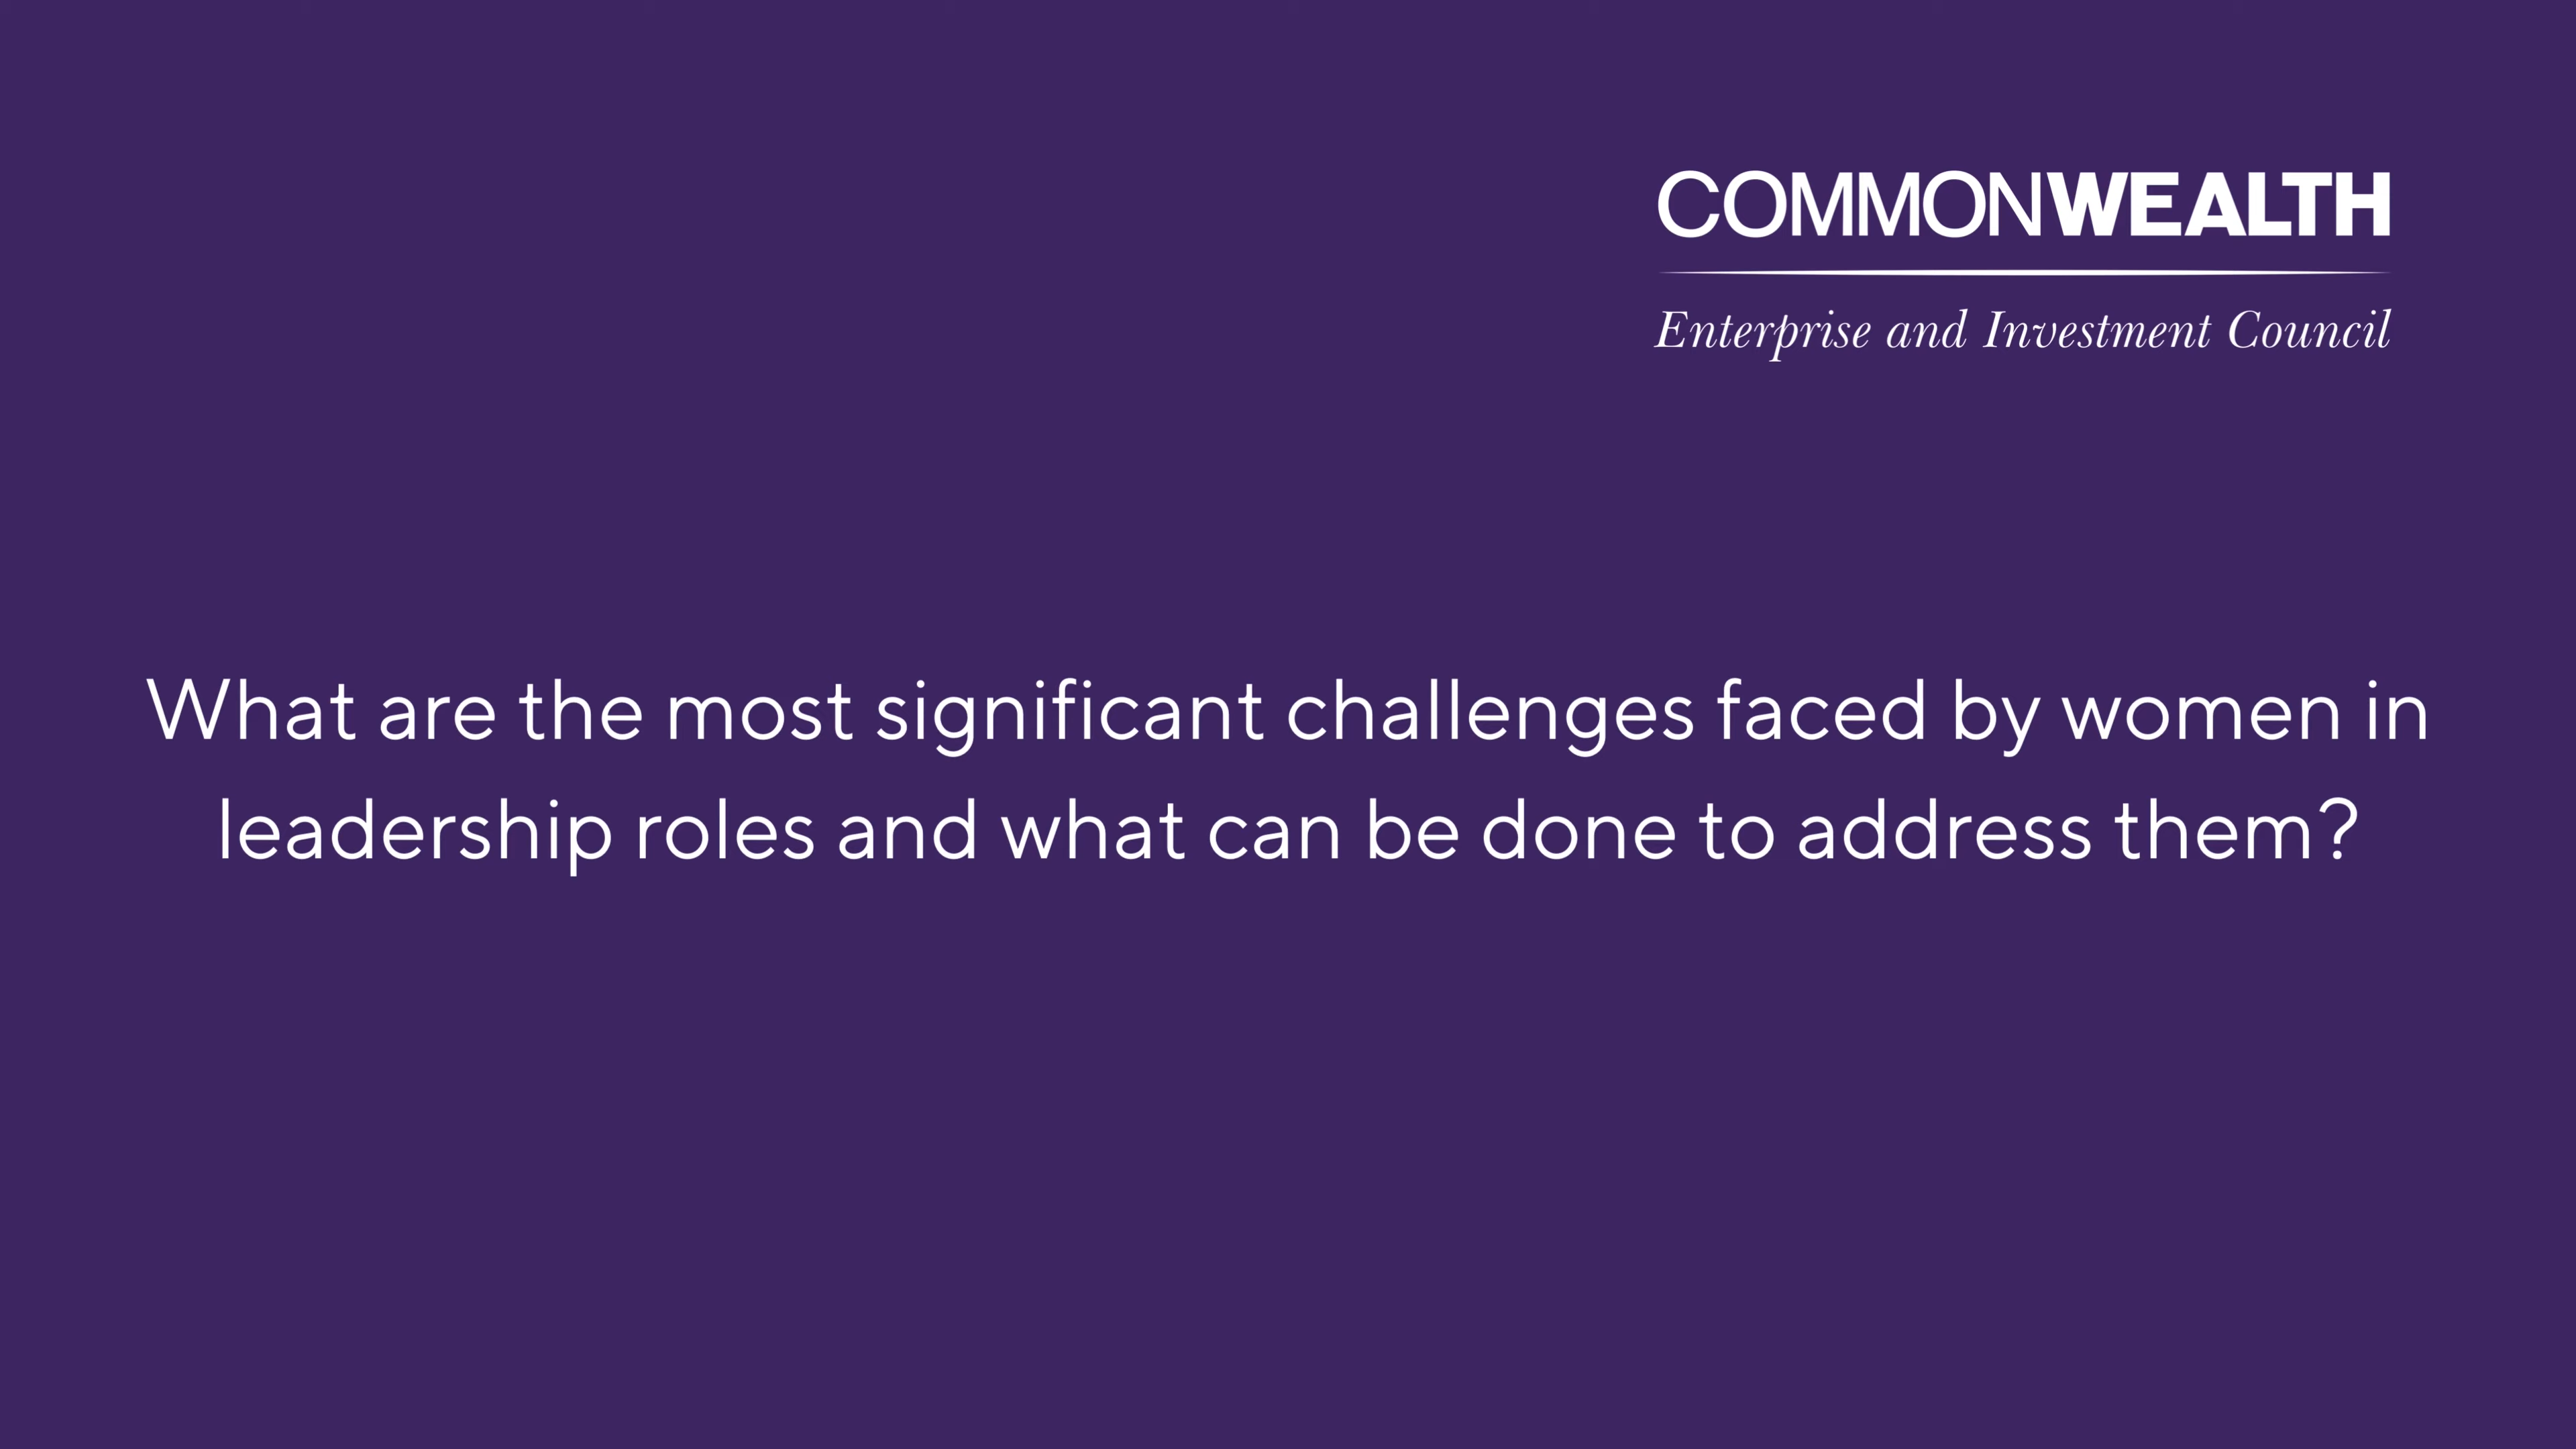 COMMONWEALTH
Enterprise and Investment Council
What are the most significant challenges faced by women in
leadership roles and what can be done to address them?